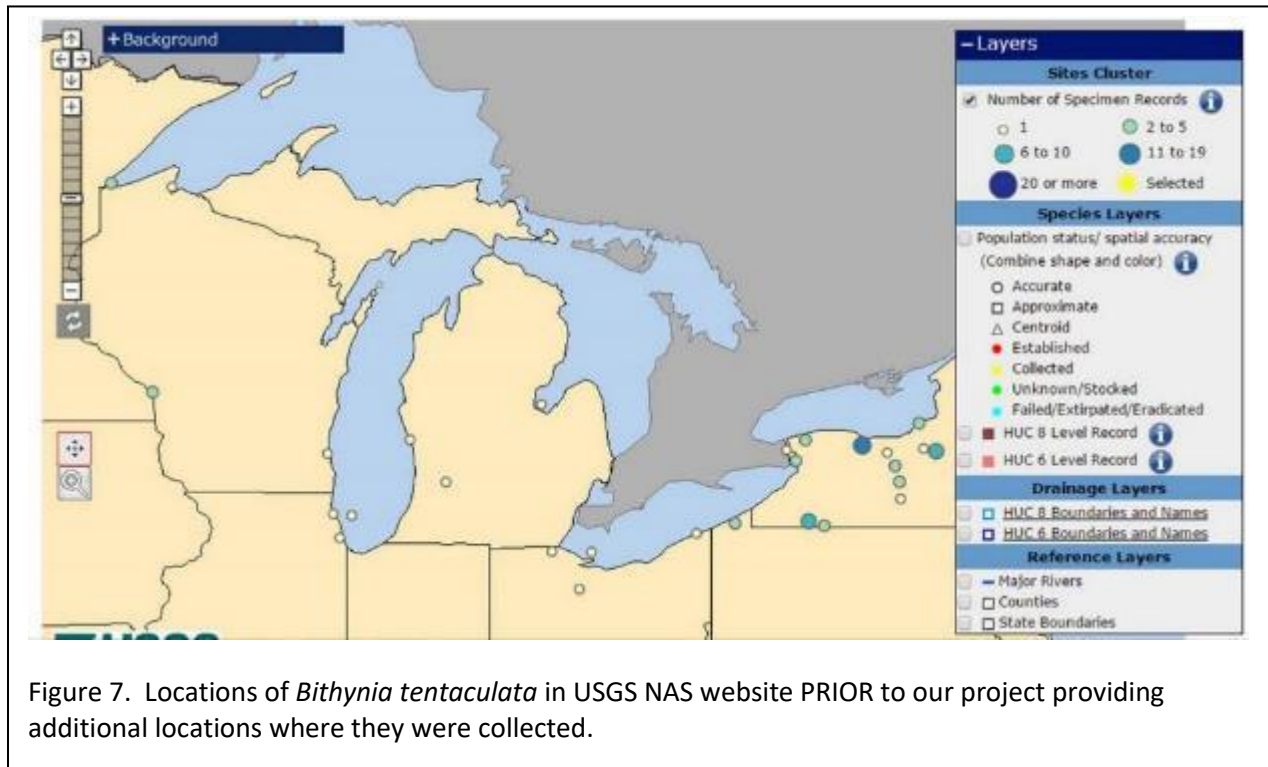 +Background
−Layers
Sites Cluster
Number of Specimen Records i
1 2 to 5
6 to 10 11 to 19
20 or more Selected
Species Layers
Population status/ spatial accuracy
(Combine shape and color) i
Accurate
Approximate
Centroid
Established
Collected
Unknown/Stocked
Failed/Extirpated/Eradicated
HUC 8 Level Record i
HUC 6 Level Record i
Drainage Layers
HUC 8 Boundaries and Names
HUC 6 Boundaries and Names
Reference Layers
Major Rivers
Counties
State Boundaries
Figure 7. Locations of Bithynia tentaculata in USGS NAS website PRIOR to our project providing
additional locations where they were collected.